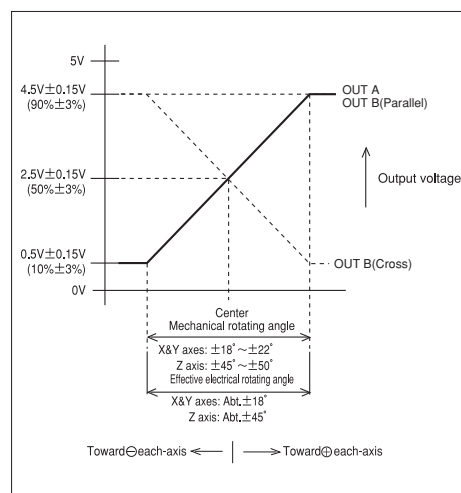 5V
4.5V±0.15V
(90%±3%)
OUT A
OUT B(Parallel)
2.5V±0.15V
(50%±3%)
Output voltage
0.5V±0.15V
(10%±3%)
OUT B(Cross)
0V
Center
Mechanical rotating angle
X&Y axes: ±18˚～±22˚
Z axis: ±45˚～±50˚
Effective electrical rotating angle
X&Y axes: Abt.±18˚
Z axis: Abt.±45˚
Toward⊖each-axis
Toward⊕each-axis